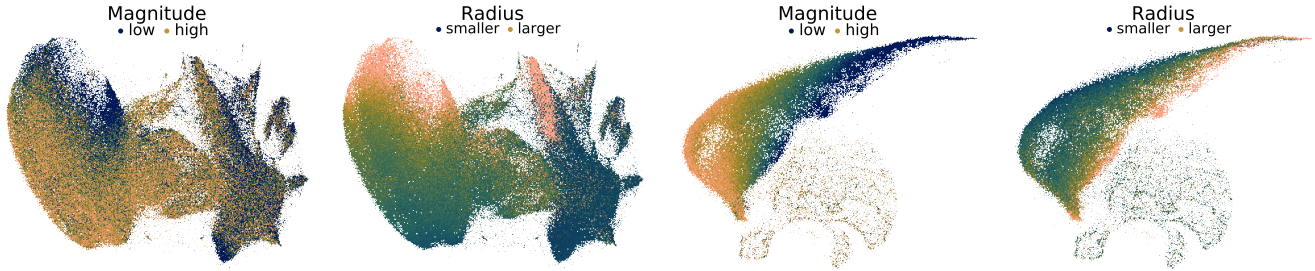 Magnitude
low high
Radius
smaller larger
Magnitude
low high
Radius
smaller larger